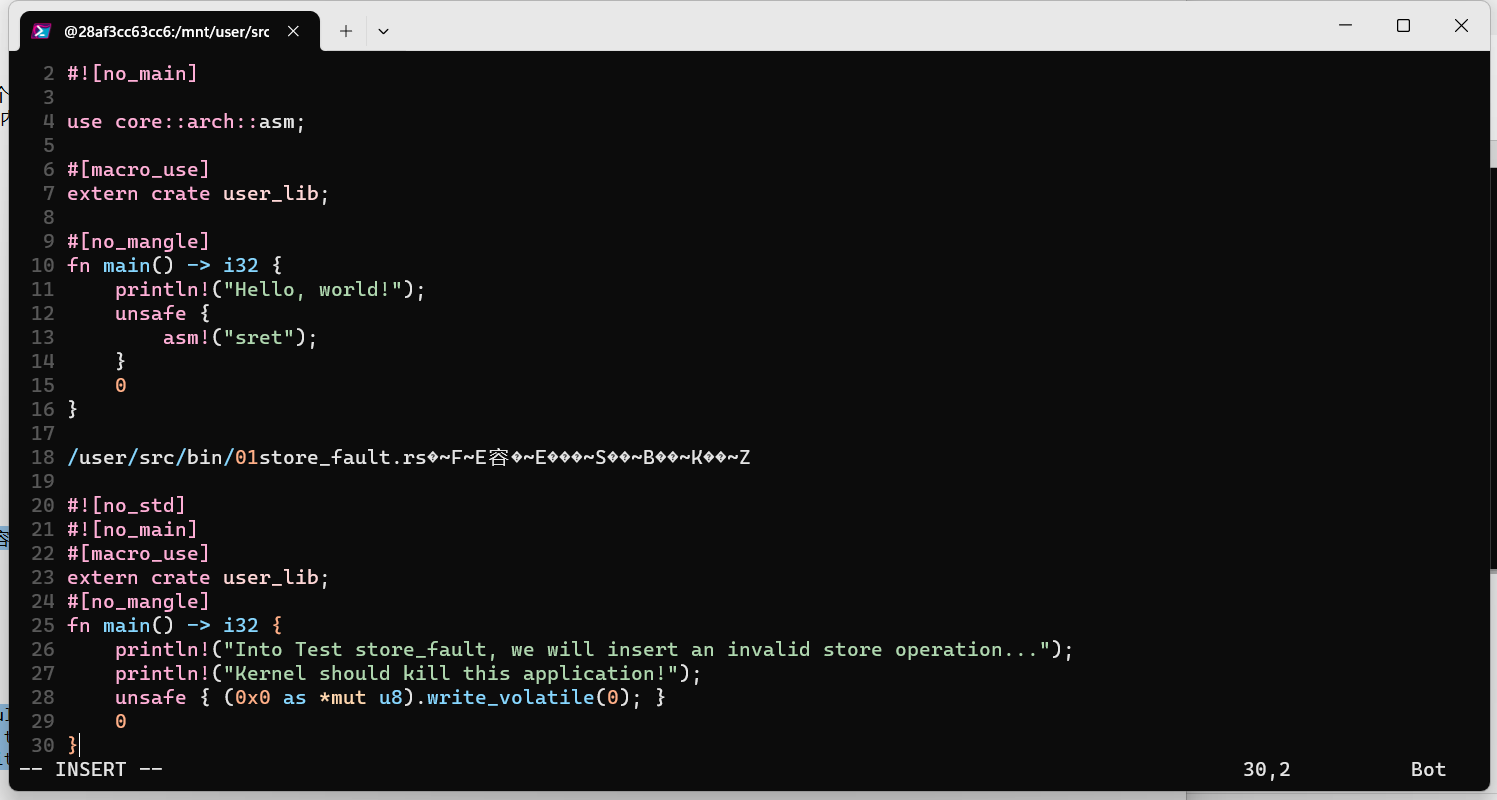 @28af3cc63cc6:/mnt/user/src
2 #![no_main]
3
4 use core::arch::asm;
5
6 #[macro_use]
7 extern crate user_lib;
8
9 #[no_mangle]
10 fn main() -> i32 {
11     println!("Hello, world!");
12     unsafe {
13         asm!("sret");
14     }
15     0
16 }
17
18 /user/src/bin/01store_fault.rs�~F~E容�~E���~S��~B��~K��~Z
19
20 #![no_std]
21 #![no_main]
22 #[macro_use]
23 extern crate user_lib;
24 #[no_mangle]
25 fn main() -> i32 {
26     println!("Into Test store_fault, we will insert an invalid store operation...");
27     println!("Kernel should kill this application!");
28     unsafe { (0x0 as *mut u8).write_volatile(0); }
29     0
30 }
-- INSERT -- 30,2 Bot